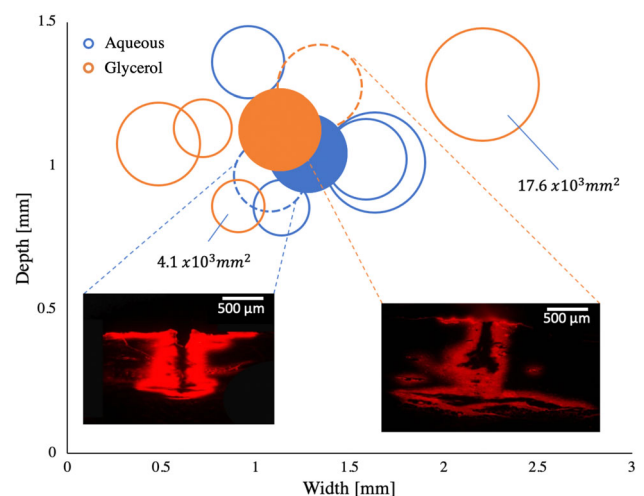 1.5
Aqueous
Glycerol
1
17.6 x10³mm²
Depth [mm]
4.1 x10³mm²
0.5
500 μm
500 μm
0
0
0.5
1
1.5
2
2.5
3
Width [mm]